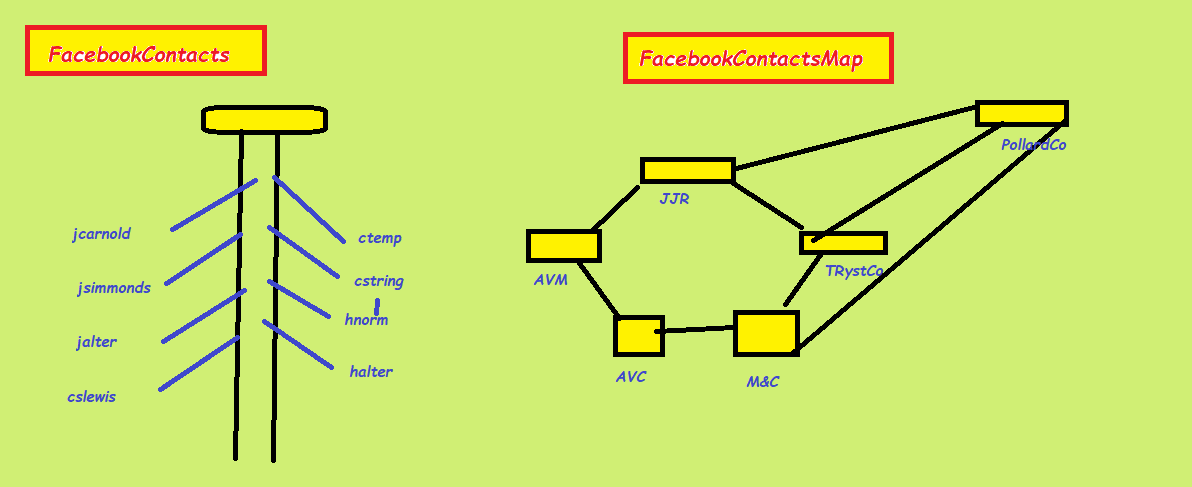 FacebookContacts
jcarnold
jsimmonds
jalter
cslewis
ctemp
cstring
hnorm
halter
FacebookContactsMap
PollardCo
JJR
TRystCo
AVM
AVC
M&C